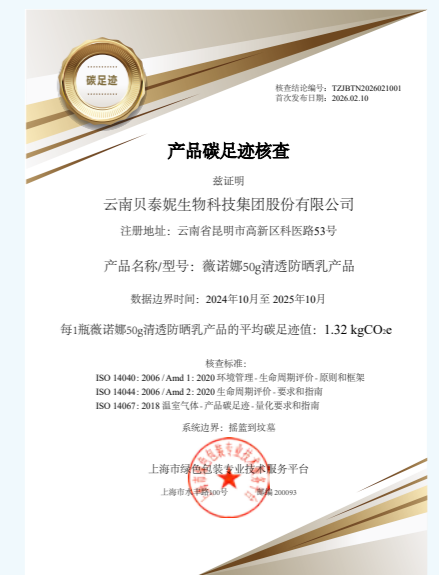 碳足迹
核查结论编号：TZJBTN2026021001
首次发布日期：2026.02.10
产品碳足迹核查
兹证明
云南贝泰妮生物科技集团股份有限公司
注册地址：云南省昆明市高新区科医路53号
产品名称/型号：薇诺娜50g清透防晒乳产品
数据边界时间：2024年10月至 2025年10月
每1瓶薇诺娜50g清透防晒乳产品的平均碳足迹值：1.32 kgCO₂e
核查标准：
ISO 14040 : 2006 /Amd 1 : 2020 环境管理 - 生命周期评价 - 原则和框架
ISO 14044 : 2006 /Amd 2 : 2020 生命周期评价 - 要求和指南
ISO 14067 : 2018 温室气体 - 产品碳足迹 - 量化要求和指南
系统边界：摇篮到坟墓
上海市绿色包装专业技术服务平台
上海市水丰路100号 邮编 200093